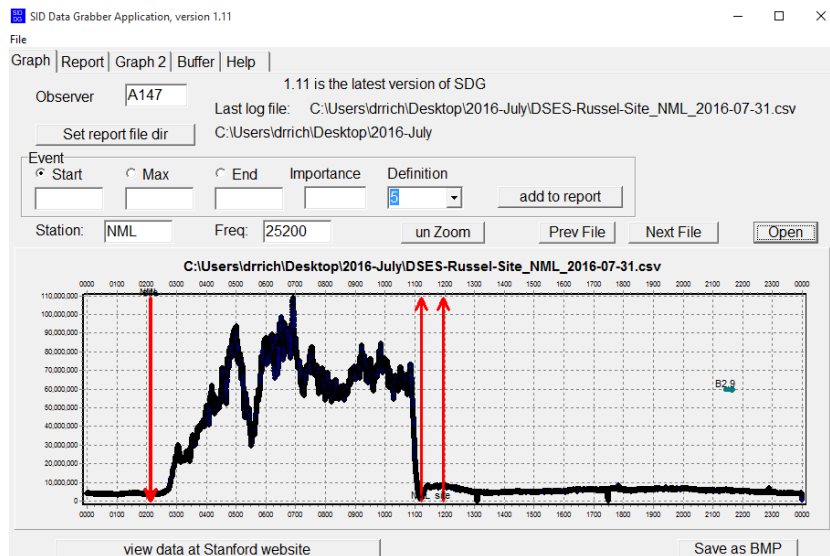 SID Data Grabber Application, version 1.11
File
Graph Report Graph 2 Buffer Help
Observer A147 1.11 is the latest version of SDG
Last log file: C:\Users\drrich\Desktop\2016-July\DSES-Russel-Site_NML_2016-07-31.csv
Set report file dir C:\Users\drrich\Desktop\2016-July
Event
Start Max End Importance Definition
5 add to report
Station: NML Freq: 25200 un Zoom Prev File Next File Open
C:\Users\drrich\Desktop\2016-July\DSES-Russel-Site_NML_2016-07-31.csv
0000 0100 0200 0300 0400 0500 0600 0700 0800 0900 1000 1100 1200 1300 1400 1500 1600 1700 1800 1900 2000 2100 2200 2300 0000
110,000,000
100,000,000
90,000,000
80,000,000
70,000,000
60,000,000
B2.9
50,000,000
40,000,000
30,000,000
20,000,000
10,000,000
0
0000 0100 0200 0300 0400 0500 0600 0700 0800 0900 1000 1100 1200 1300 1400 1500 1600 1700 1800 1900 2000 2100 2200 2300 0000
view data at Stanford website Save as BMP